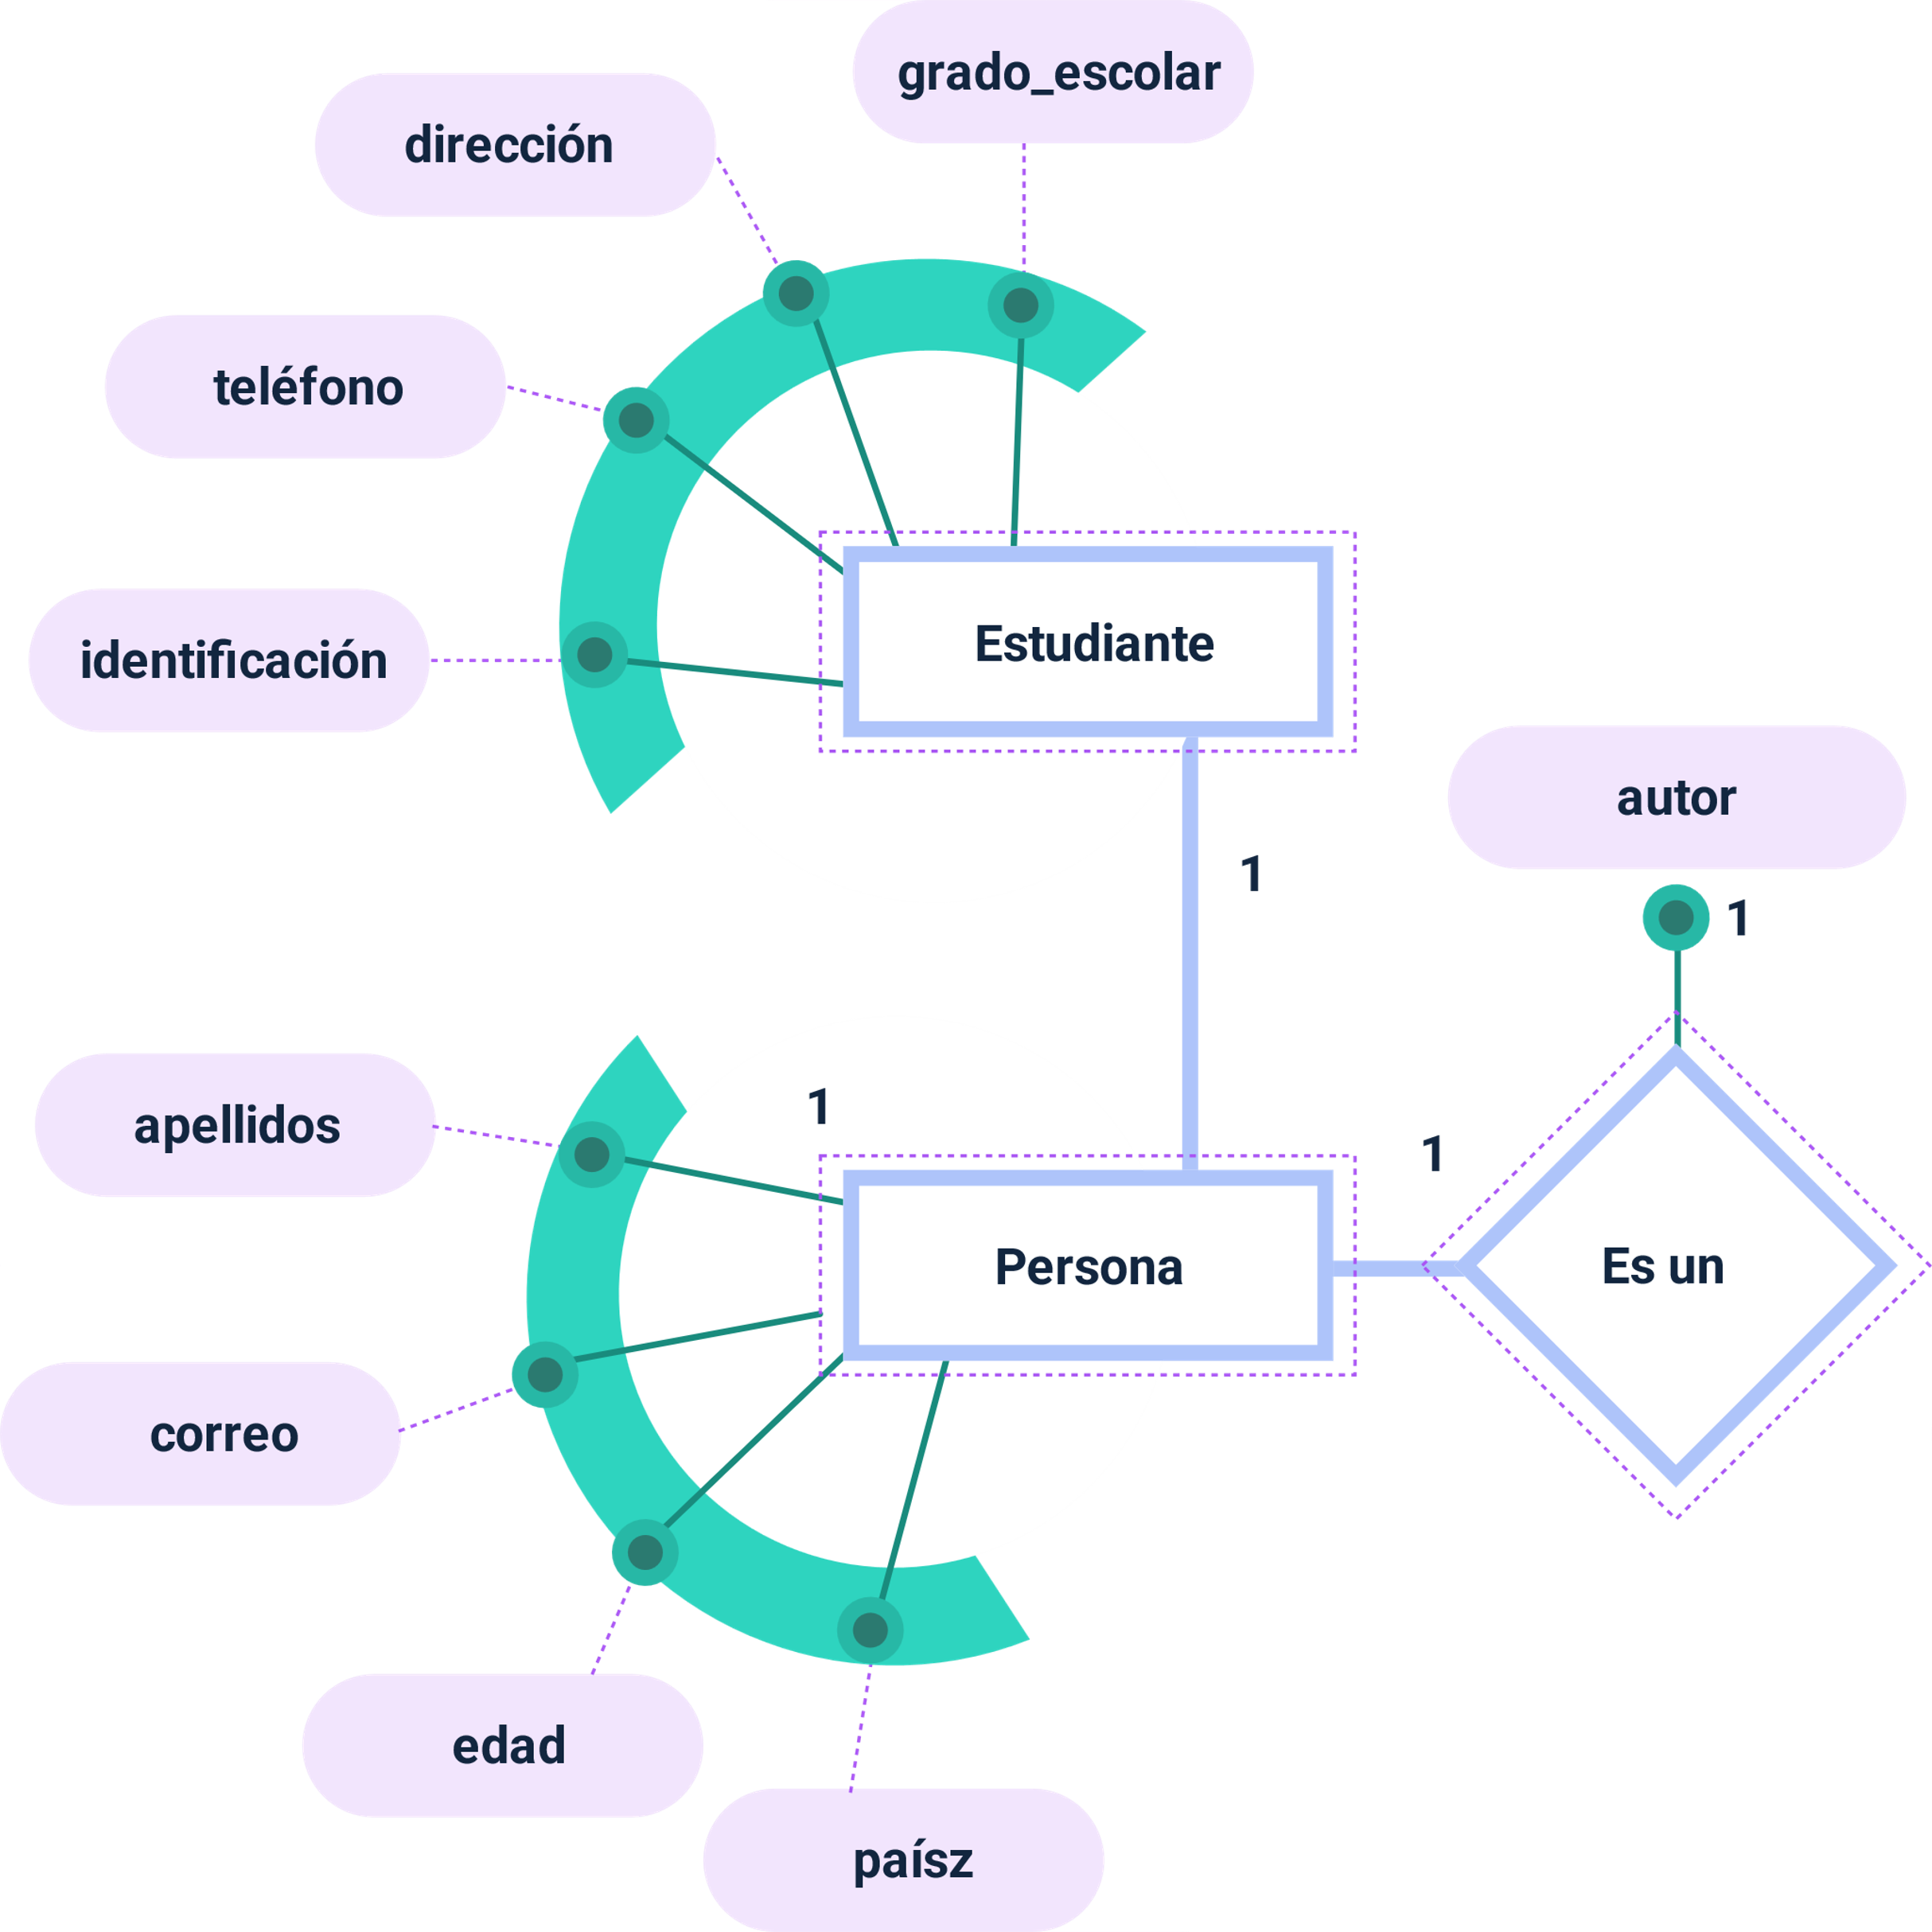 grado_escolar
dirección
teléfono
identificación
Estudiante
autor
1
1
apellidos
1
1
Persona
Es un
correo
edad
paísz